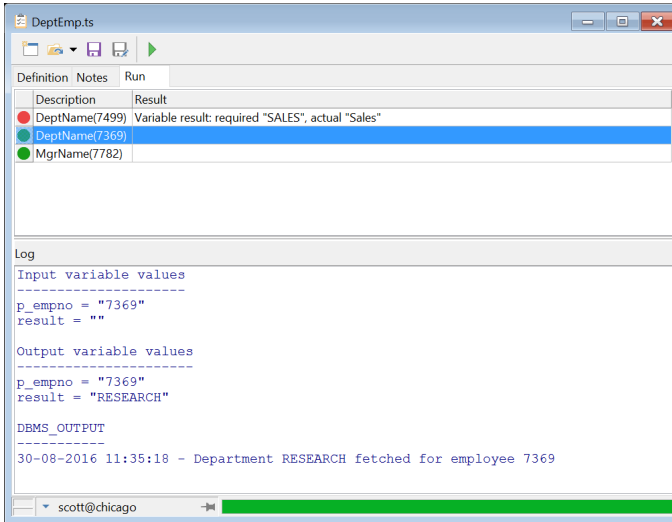 DeptEmp.ts
Definition Notes Run
Description Result
DeptName(7499) Variable result: required "SALES", actual "Sales"
DeptName(7369)
MgrName(7782)
Log
Input variable values
---------------------
p_empno = "7369"
result = ""
Output variable values
----------------------
p_empno = "7369"
result = "RESEARCH"
DBMS_OUTPUT
-----------
30-08-2016 11:35:18 - Department RESEARCH fetched for employee 7369
scott@chicago